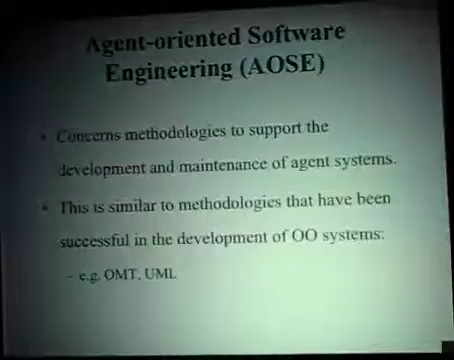 Agent-oriented Software
Engineering (AOSE)
• Concerns methodologies to support the
development and maintenance of agent systems.
• This is similar to methodologies that have been
successful in the development of OO systems:
– e.g. OMT, UML